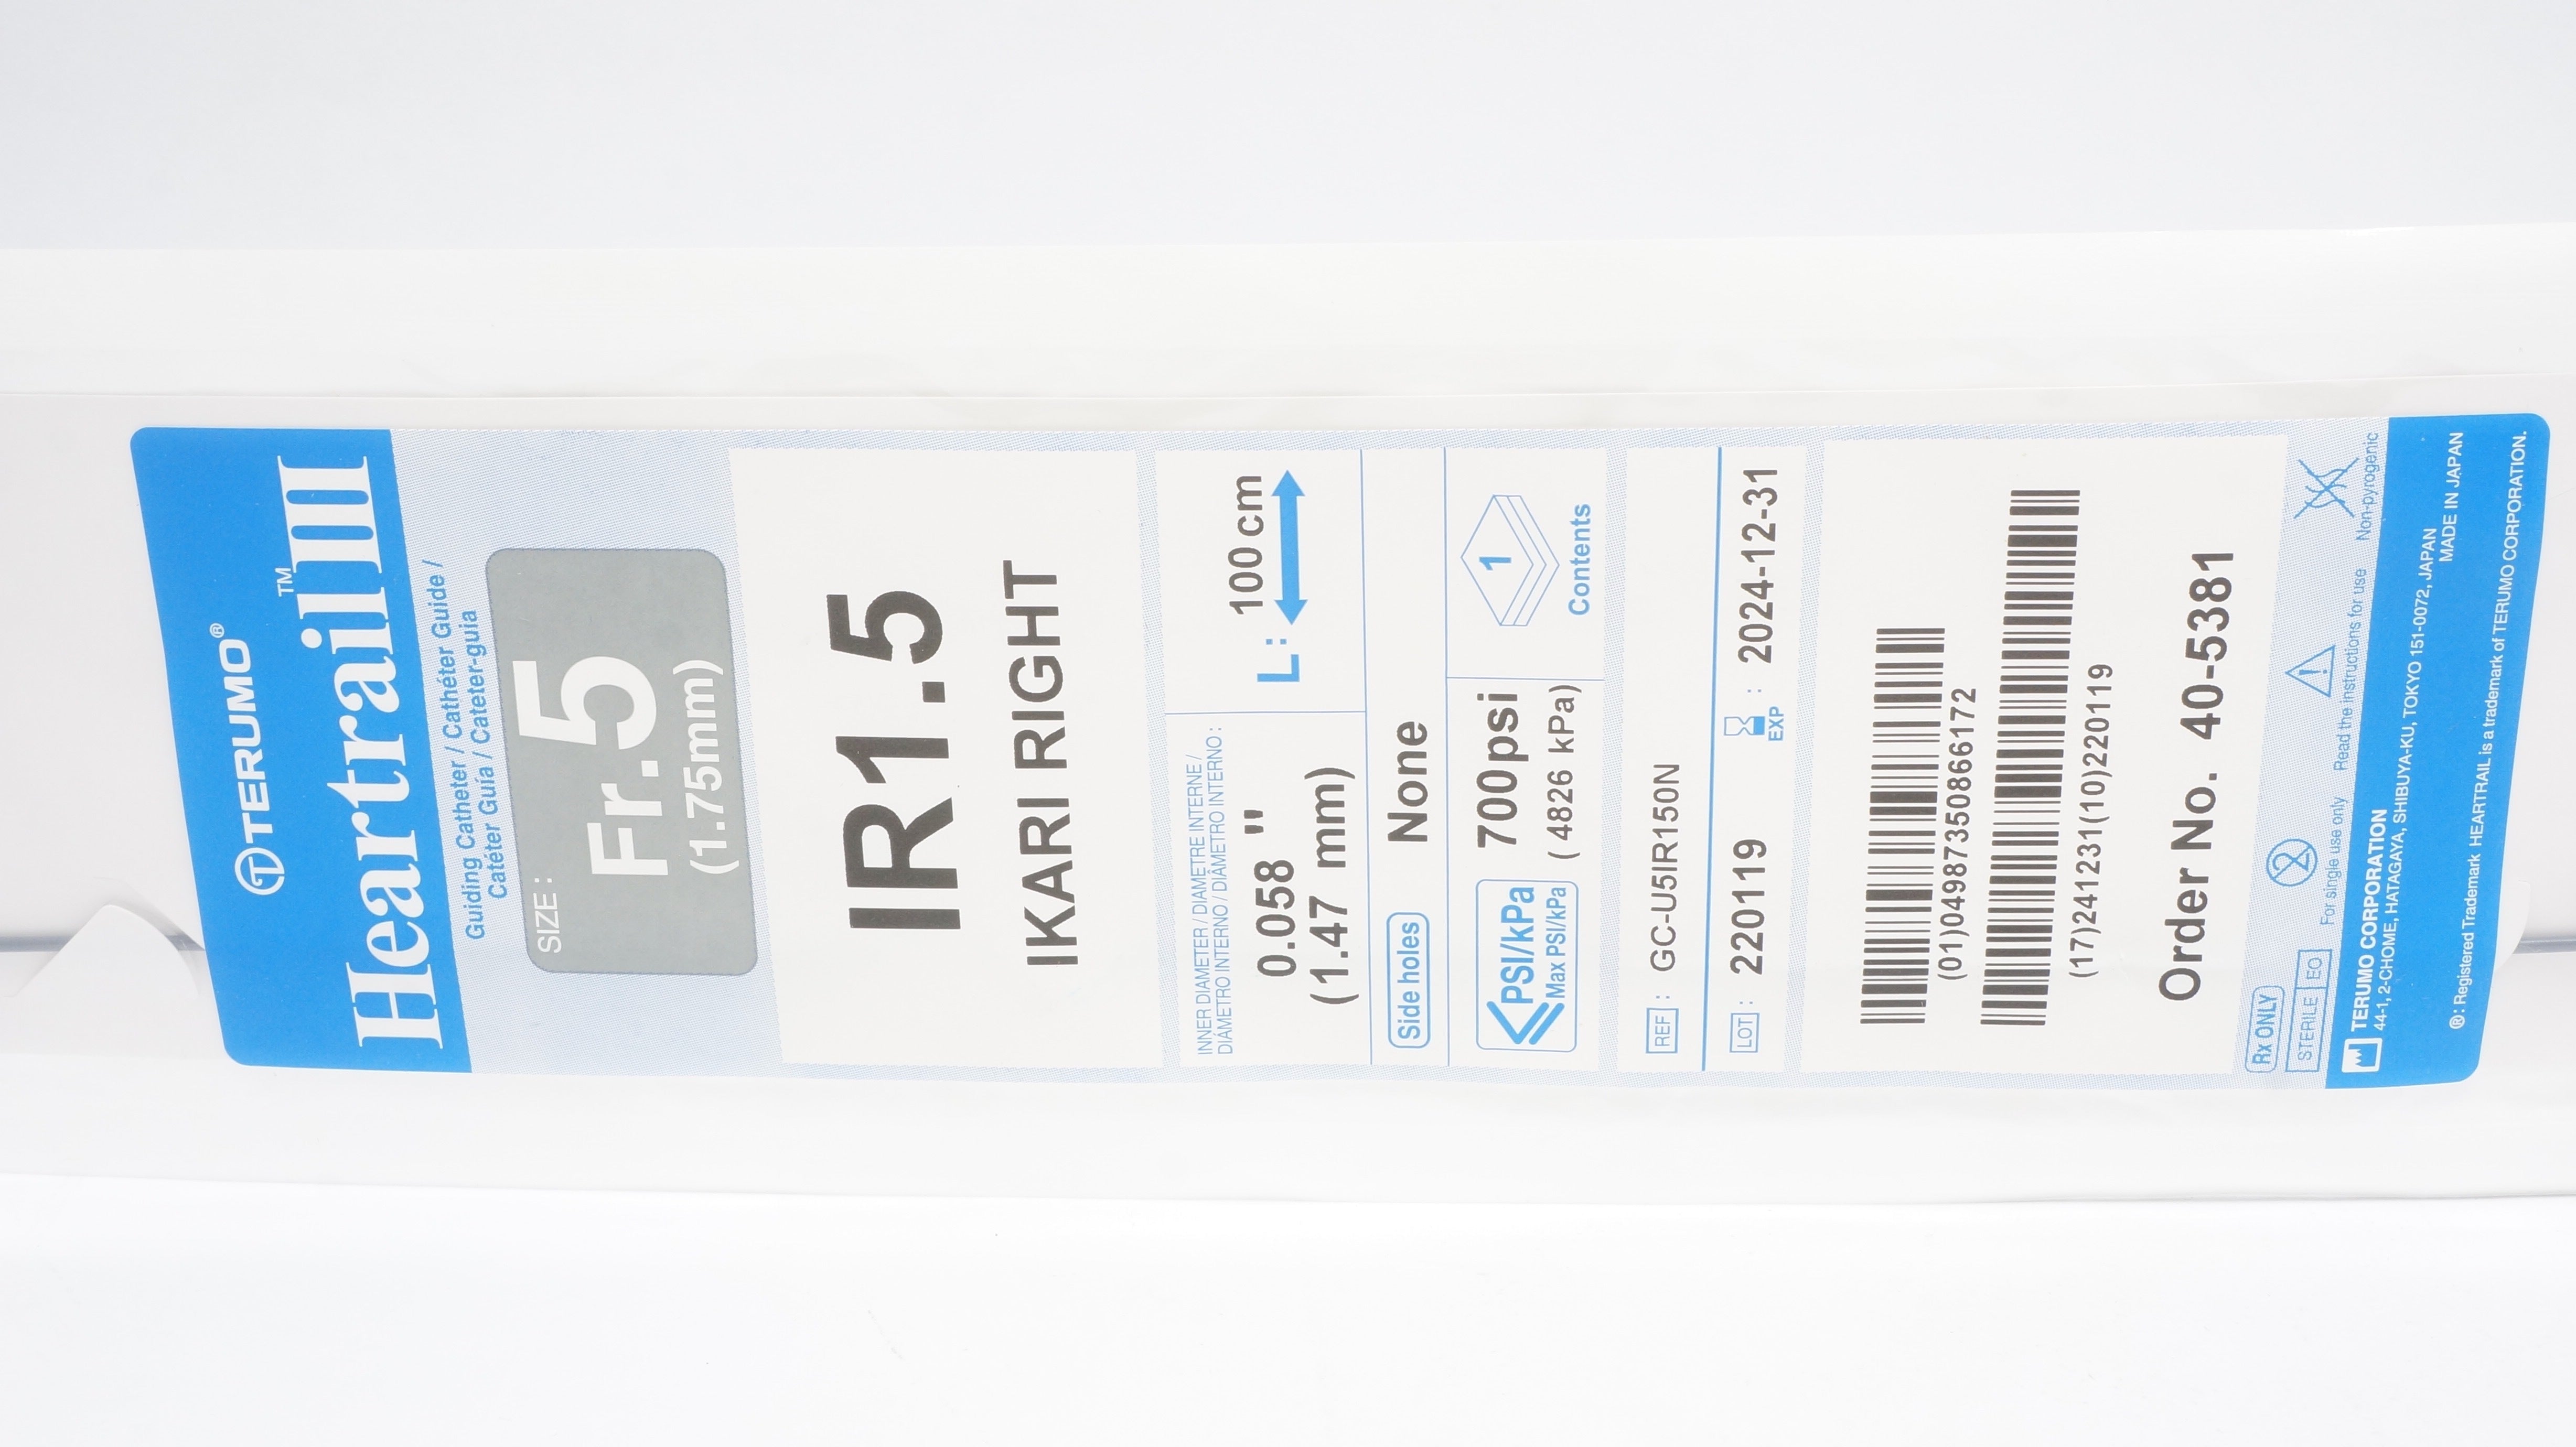 TERUMO®
Heartrail III™
Guiding Catheter / Cathéter Guide /
Catéter Guía / Cateter-guia
SIZE :
Fr.5
(1.75mm)
IR1.5
IKARI RIGHT
INNER DIAMETER / DIAMETRE INTERNE /
DIÁMETRO INTERNO / DIÂMETRO INTERNO :
0.058 "
(1.47 mm)
L: 100 cm
Side holes None
PSI/kPa
Max PSI/kPa
700psi
( 4826 kPa)
1
Contents
REF : GC-U5IR150N
LOT : 220119
EXP : 2024-12-31
(01)04987350866172
(17)241231(10)220119
Order No. 40-5381
Rx ONLY
STERILE EO
2
For single use only
Read the instructions for use
Non-pyrogenic
TERUMO CORPORATION
44-1, 2-CHOME, HATAGAYA, SHIBUYA-KU, TOKYO 151-0072, JAPAN
MADE IN JAPAN
®: Registered Trademark HEARTRAIL is a trademark of TERUMO CORPORATION.